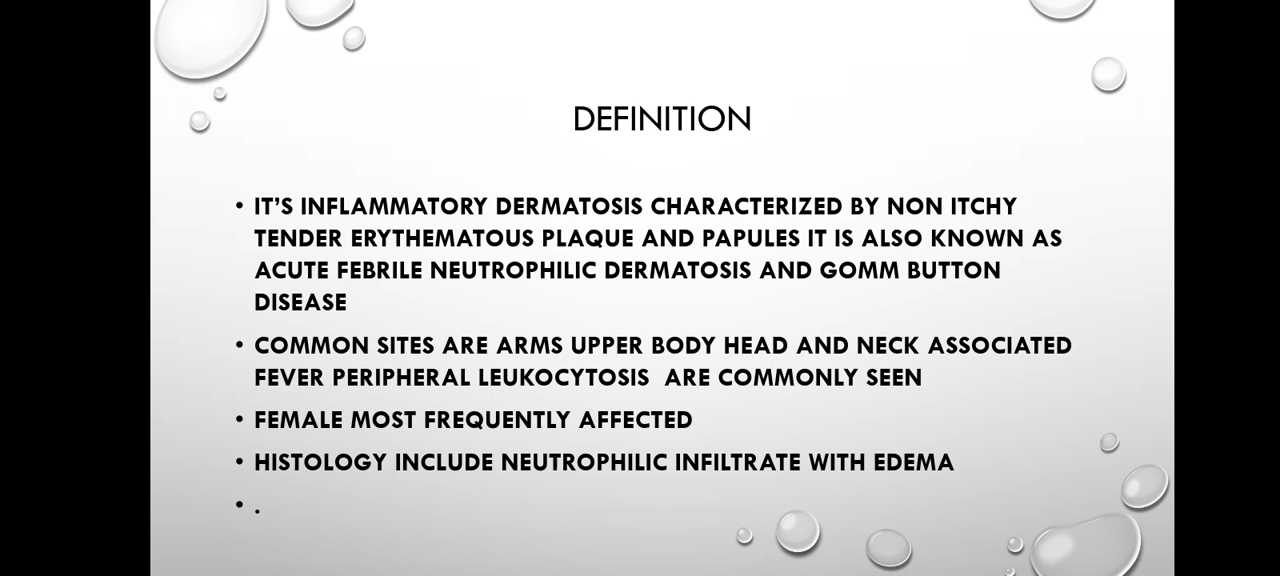 DEFINITION
• IT'S INFLAMMATORY DERMATOSIS CHARACTERIZED BY NON ITCHY
TENDER ERYTHEMATOUS PLAQUE AND PAPULES IT IS ALSO KNOWN AS
ACUTE FEBRILE NEUTROPHILIC DERMATOSIS AND GOMM BUTTON
DISEASE
• COMMON SITES ARE ARMS UPPER BODY HEAD AND NECK ASSOCIATED
FEVER PERIPHERAL LEUKOCYTOSIS  ARE COMMONLY SEEN
• FEMALE MOST FREQUENTLY AFFECTED
• HISTOLOGY INCLUDE NEUTROPHILIC INFILTRATE WITH EDEMA
• .